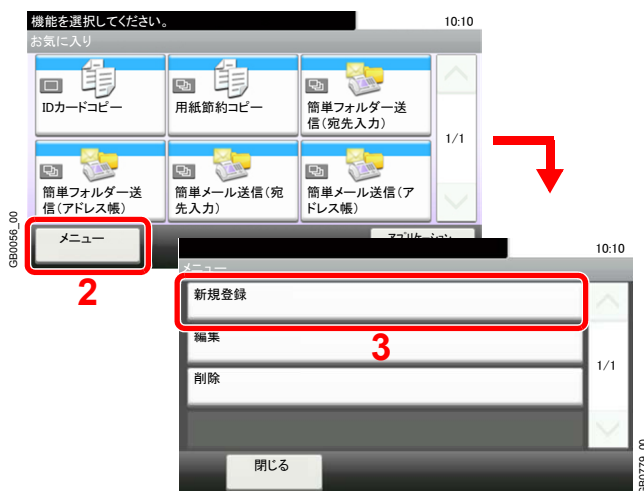 機能を選択してください。
10:10
お気に入り
IDカードコピー
用紙節約コピー
簡単フォルダー送
信(宛先入力)
1/1
簡単フォルダー送
信(アドレス帳)
簡単メール送信(宛
先入力)
簡単メール送信(ア
ドレス帳)
メニュー
GB0056_00
2
10:10
メニュー
新規登録
編集
3
削除
1/1
閉じる
GB0779_00